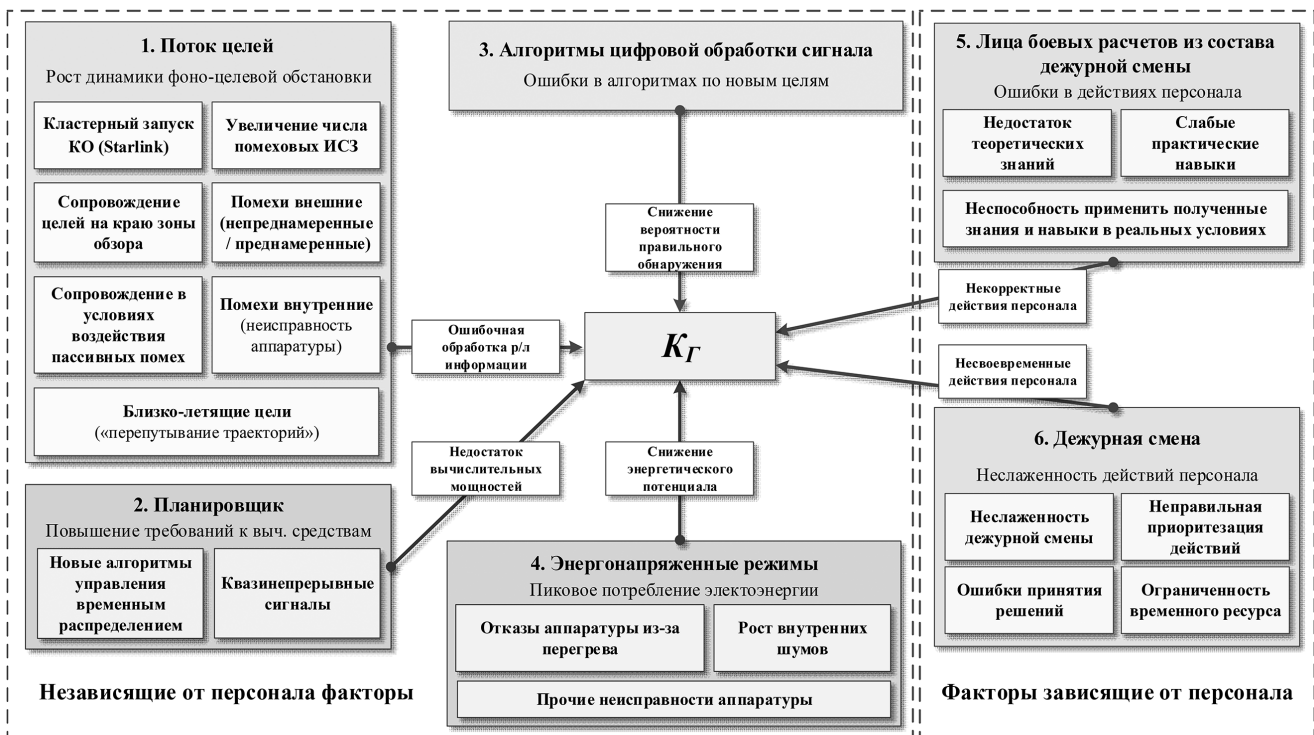 1. Поток целей
Рост динамики фоно-целевой обстановки
Кластерный запуск
КО (Starlink)
Увеличение числа
помеховых ИСЗ
Сопровождение
целей на краю зоны
обзора
Помехи внешние
(непреднамеренные
/ преднамеренные)
Сопровождение в
условиях
воздействия
пассивных помех
Помехи внутренние
(неисправность
аппаратуры)
Близко-летящие цели
(«перепутывание траекторий»)
2. Планировщик
Повышение требований к выч. средствам
Новые алгоритмы
управления
временным
распределением
Квазинепрерывные
сигналы
Независящие от персонала факторы
3. Алгоритмы цифровой обработки сигнала
Ошибки в алгоритмах по новым целям
Снижение
вероятности
правильного
обнаружения
Ошибочная
обработка р/л
информации
КГ
Недостаток
вычислительных
мощностей
Снижение
энергетического
потенциала
4. Энергонапряженные режимы
Пиковое потребление электоэнергии
Отказы аппаратуры из-за
перегрева
Рост внутренних
шумов
Прочие неисправности аппаратуры
5. Лица боевых расчетов из состава
дежурной смены
Ошибки в действиях персонала
Недостаток
теоретических
знаний
Слабые
практические
навыки
Неспособность применить полученные
знания и навыки в реальных условиях
Некорректные
действия персонала
Несвоевременные
действия персонала
6. Дежурная смена
Неслаженность действий персонала
Неслаженность
дежурной смены
Неправильная
приоритезация
действий
Ошибки принятия
решений
Ограниченность
временного ресурса
Факторы зависящие от персонала